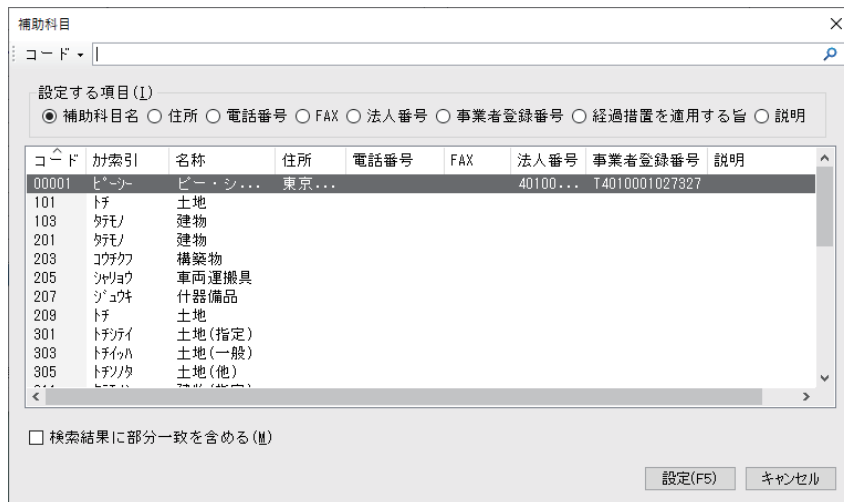 補助科目
コード
設定する項目(I)
補助科目名 住所 電話番号 FAX 法人番号 事業者登録番号 経過措置を適用する旨 説明
コード ｶﾅ索引 名称 住所 電話番号 FAX 法人番号 事業者登録番号 説明
00001 ﾋﾟｰｼｰ ピー・シ... 東京... 40100... T4010001027327
101 ﾄﾁ 土地
103 ﾀﾃﾓﾉ 建物
201 ﾀﾃﾓﾉ 建物
203 ｺｳﾁｸﾌ 構築物
205 ｼｬﾘｮｳ 車両運搬具
207 ｼﾞｭｳｷ 什器備品
209 ﾄﾁ 土地
301 ﾄﾁｼﾃｲ 土地(指定)
303 ﾄﾁｲｯﾊ 土地(一般)
305 ﾄﾁｿﾉﾀ 土地(他)
検索結果に部分一致を含める(M)
設定(F5) キャンセル